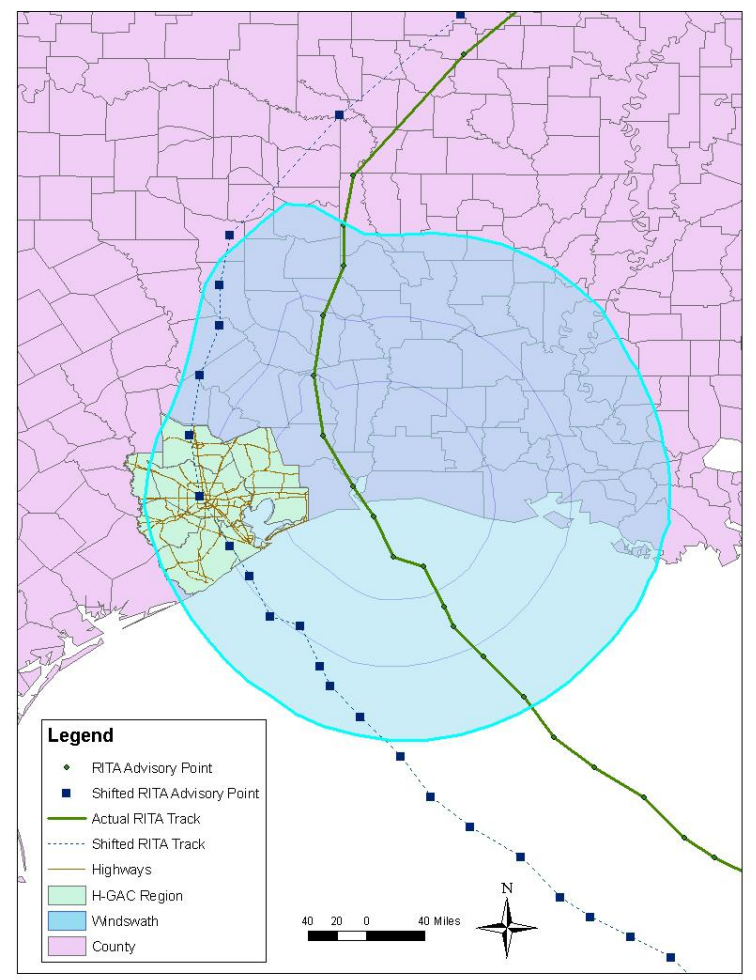 Legend
RITA Advisory Point
Shifted RITA Advisory Point
Actual RITA Track
Shifted RITA Track
Highways
H-GAC Region
Windswath
County
40 20 0 40 Miles
N